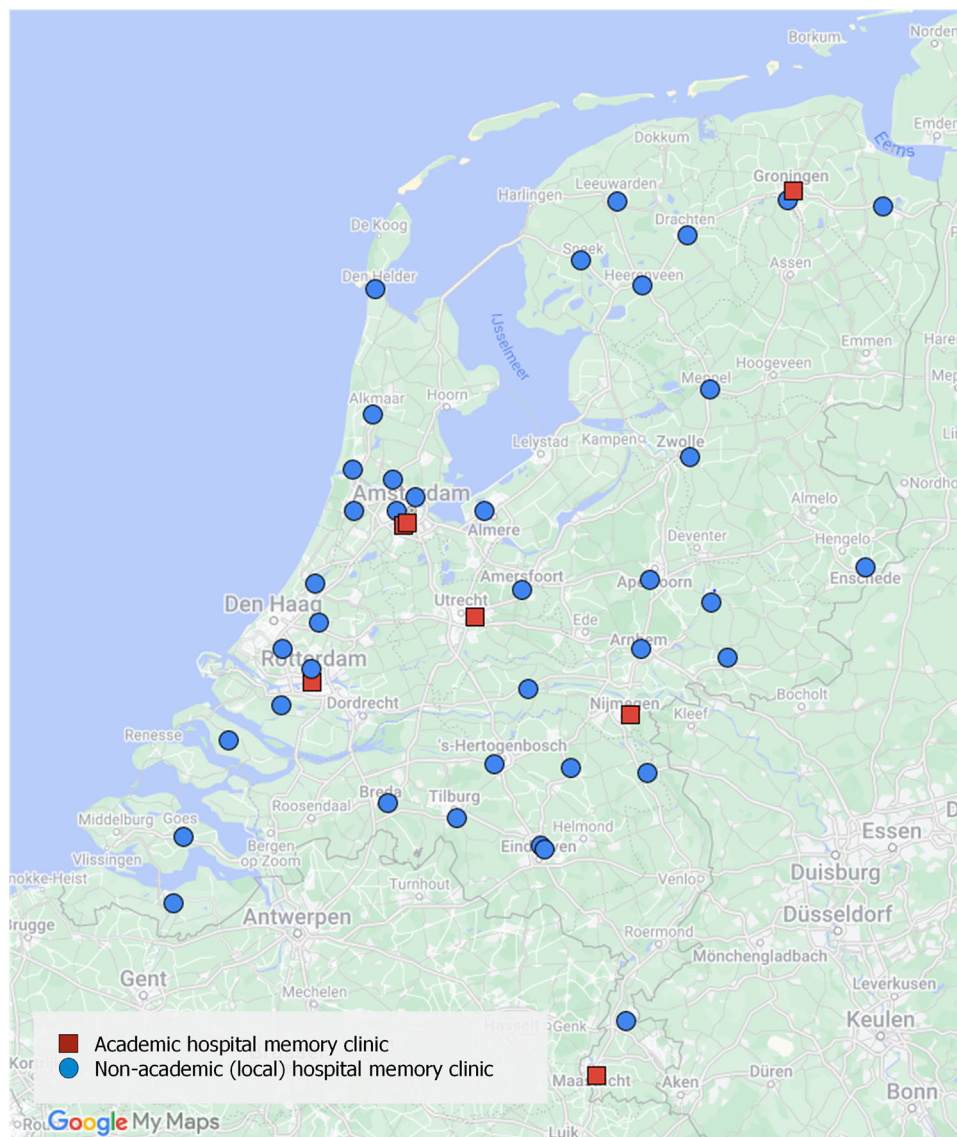 Borkum
Norden
Emden
Eems
Dokkum
Groningen
Leeuwarden
Harlingen
Drachten
De Koog
Sneek
Assen
Heerenveen
Den Helder
IJsselmeer
Emmen
Hoogeveen
Meppel
Alkmaar
Hoorn
Lelystad
Kampen
Zwolle
Amsterdam
Nordho
Almelo
Almere
Deventer
Hengelo
Enschede
Amersfoort
Apeldoorn
Den Haag
Utrecht
Ede
Arnhem
Rotterdam
Dordrecht
Nijmegen
Kleef
Bocholt
Renesse
's-Hertogenbosch
Breda
Tilburg
Roosendaal
Middelburg
Goes
Helmond
Eindhoven
Essen
Bergen
op Zoom
Vlissingen
Duisburg
nokke-Heist
Turnhout
Venlo
Brugge
Antwerpen
Düsseldorf
Roermond
Mönchengladbach
Gent
Mechelen
Leverkusen
Hasselt
Genk
Keulen
Academic hospital memory clinic
Non-academic (local) hospital memory clinic
Maastricht
Aken
Düren
Bonn
Google My Maps
Luik